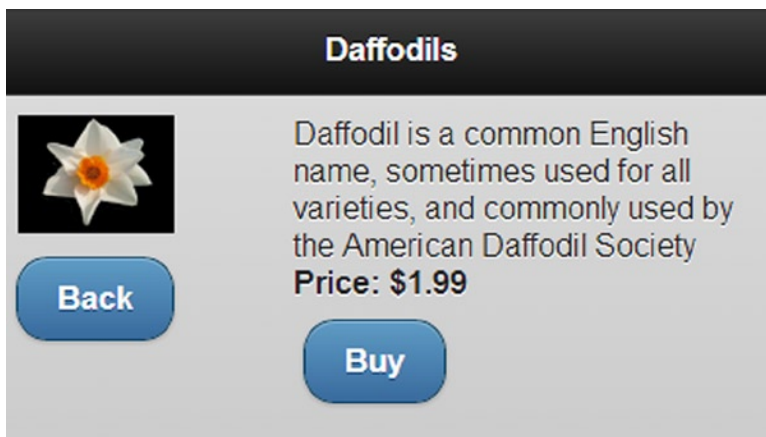 Daffodils
Daffodil is a common English
name, sometimes used for all
varieties, and commonly used by
the American Daffodil Society
Price: $1.99
Back
Buy